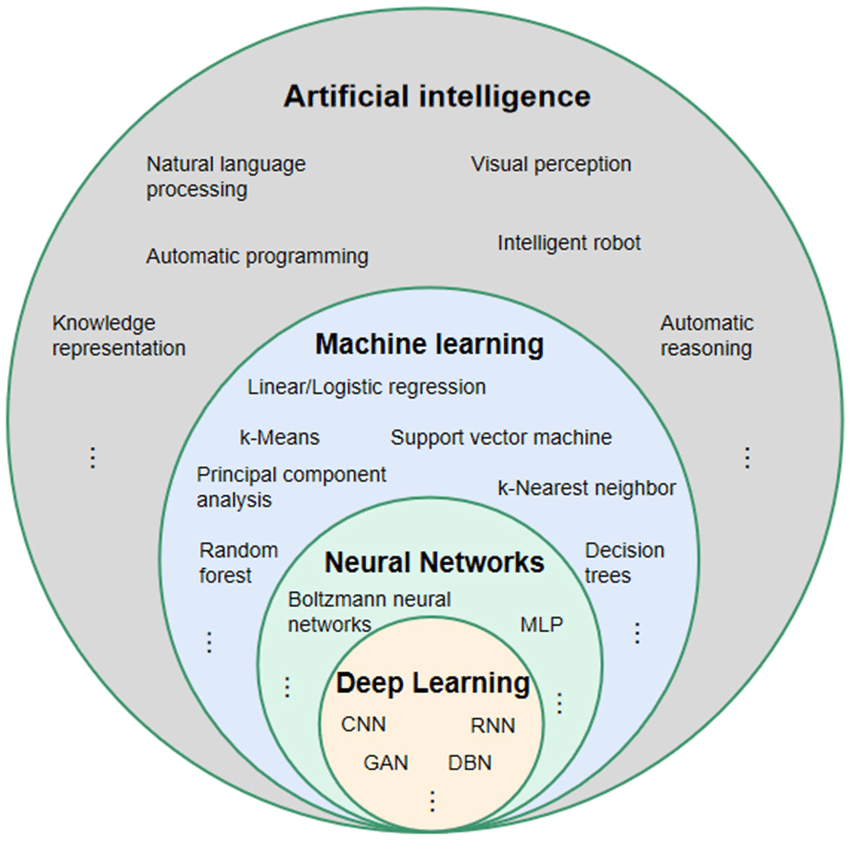 Artificial intelligence
Natural language
processing
Visual perception
Automatic programming
Intelligent robot
Knowledge
representation
Automatic
reasoning
⋮
⋮
Machine learning
Linear/Logistic regression
k-Means
Support vector machine
Principal component
analysis
k-Nearest neighbor
Random
forest
Decision
trees
⋮
⋮
Neural Networks
Boltzmann neural
networks
MLP
⋮
⋮
Deep Learning
CNN
RNN
GAN
DBN
⋮